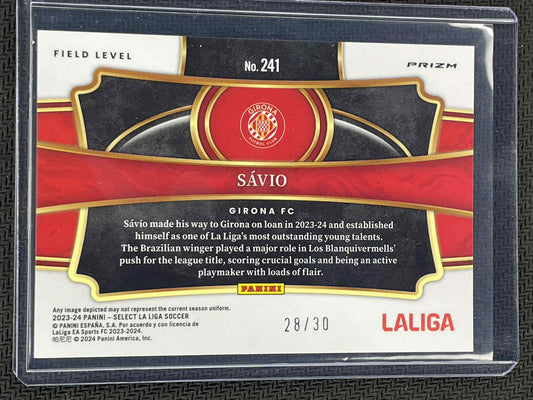 FIELD LEVEL
No. 241
PRIZM
GIRONA
FUTBOL CLUB
SÁVIO
GIRONA FC
Sávio made his way to Girona on loan in 2023-24 and established
himself as one of La Liga's most outstanding young talents.
The Brazilian winger played a major role in Los Blanquivermells'
push for the league title, scoring crucial goals and being an active
playmaker with loads of flair.
PANINI
Any image depicted may not represent the current season uniform.
2023-24 PANINI – SELECT LA LIGA SOCCER
© PANINI ESPAÑA, S.A. Por acuerdo y con licencia de
LaLiga EA Sports FC 2023-2024.
帕尼尼 © 2024 Panini America, Inc.
28/30
LALIGA